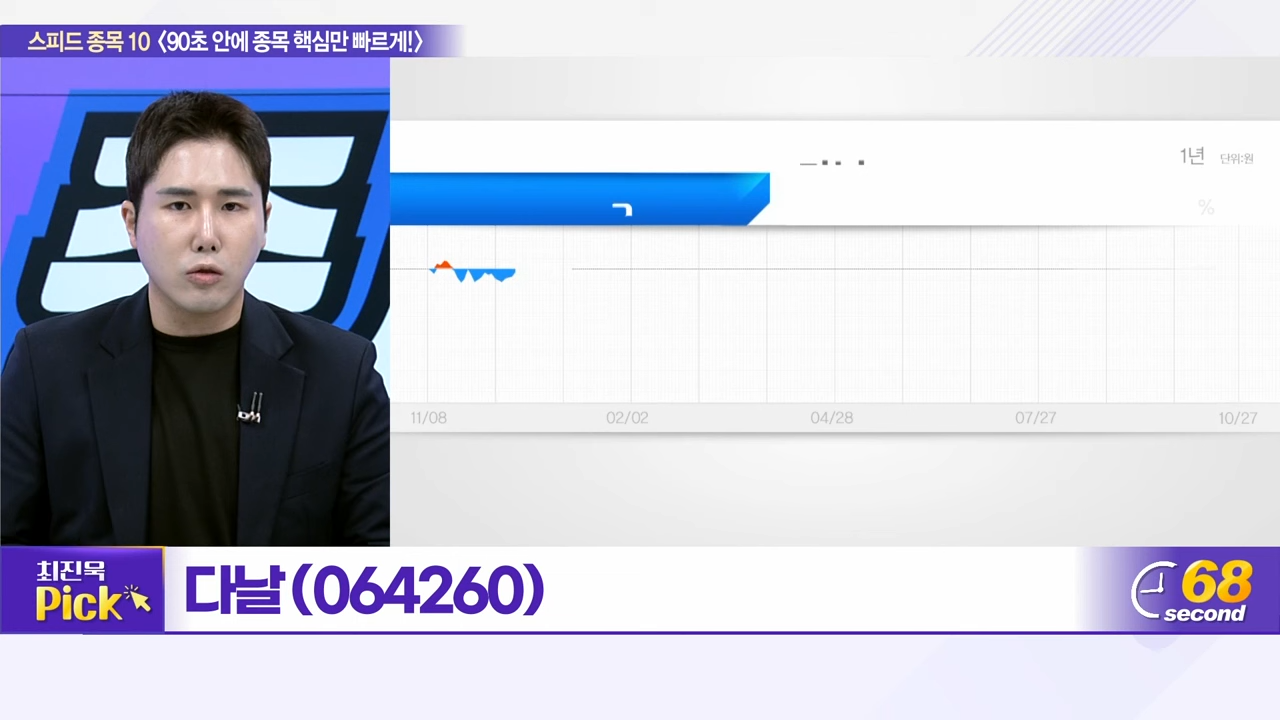 스피드 종목 10 〈90초 안에 종목 핵심만 빠르게!〉
1년 단위:원
%
11/08 02/02 04/28 07/27 10/27
최진욱
Pick
다날(064260)
68
second